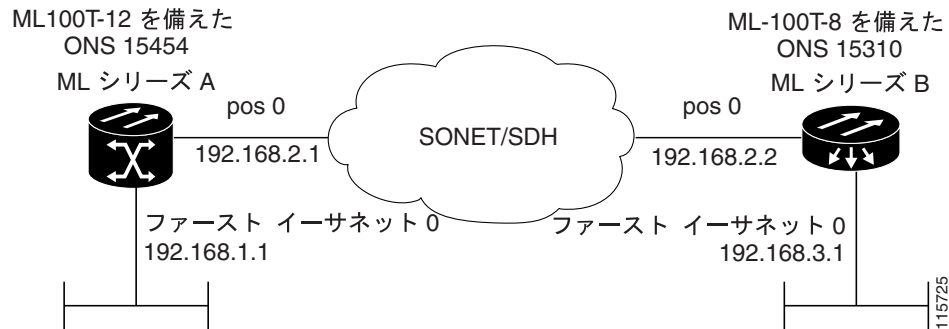 ML100T-12 を備えた
ONS 15454
ML シリーズ A
ML-100T-8 を備えた
ONS 15310
ML シリーズ B
pos 0
192.168.2.1
SONET/SDH
pos 0
192.168.2.2
ファースト イーサネット 0
192.168.1.1
ファースト イーサネット 0
192.168.3.1
115725